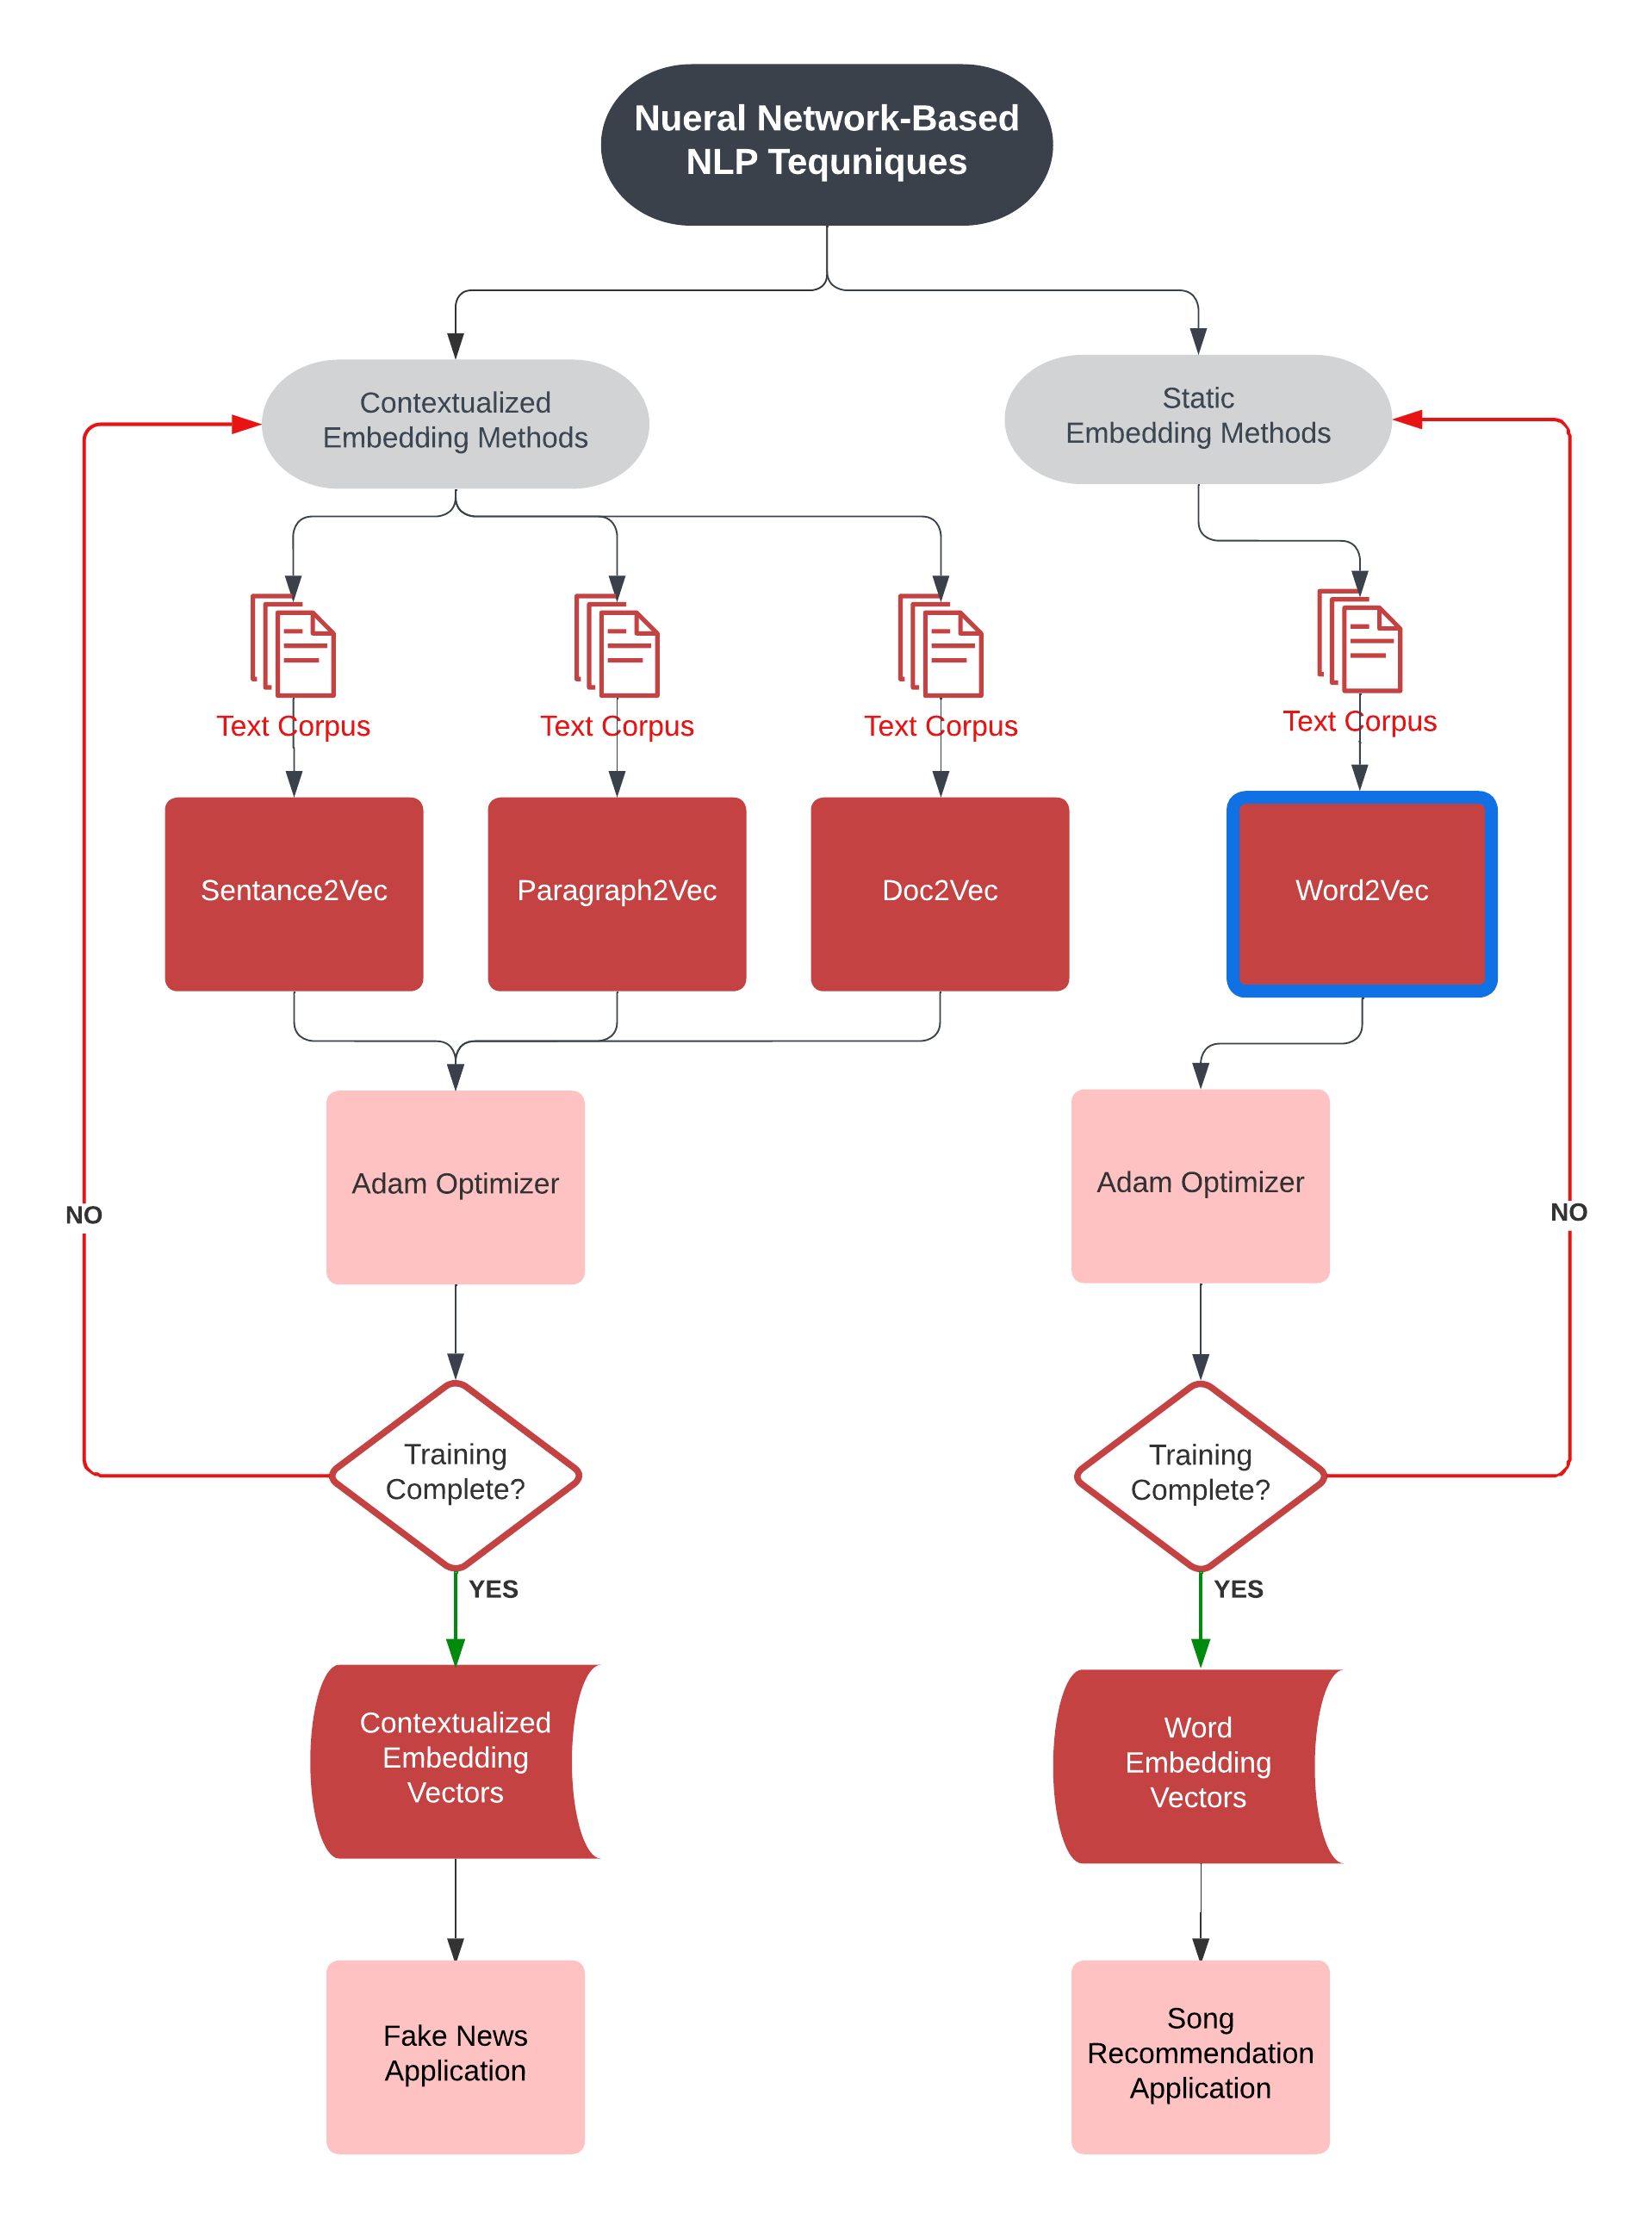 Nueral Network-Based
NLP Tequniques
Contextualized
Embedding Methods
Static
Embedding Methods
Text Corpus
Text Corpus
Text Corpus
Text Corpus
Sentance2Vec
Paragraph2Vec
Doc2Vec
Word2Vec
Adam Optimizer
Adam Optimizer
NO
NO
Training
Complete?
Training
Complete?
YES
YES
Contextualized
Embedding
Vectors
Word
Embedding
Vectors
Fake News
Application
Song
Recommendation
Application